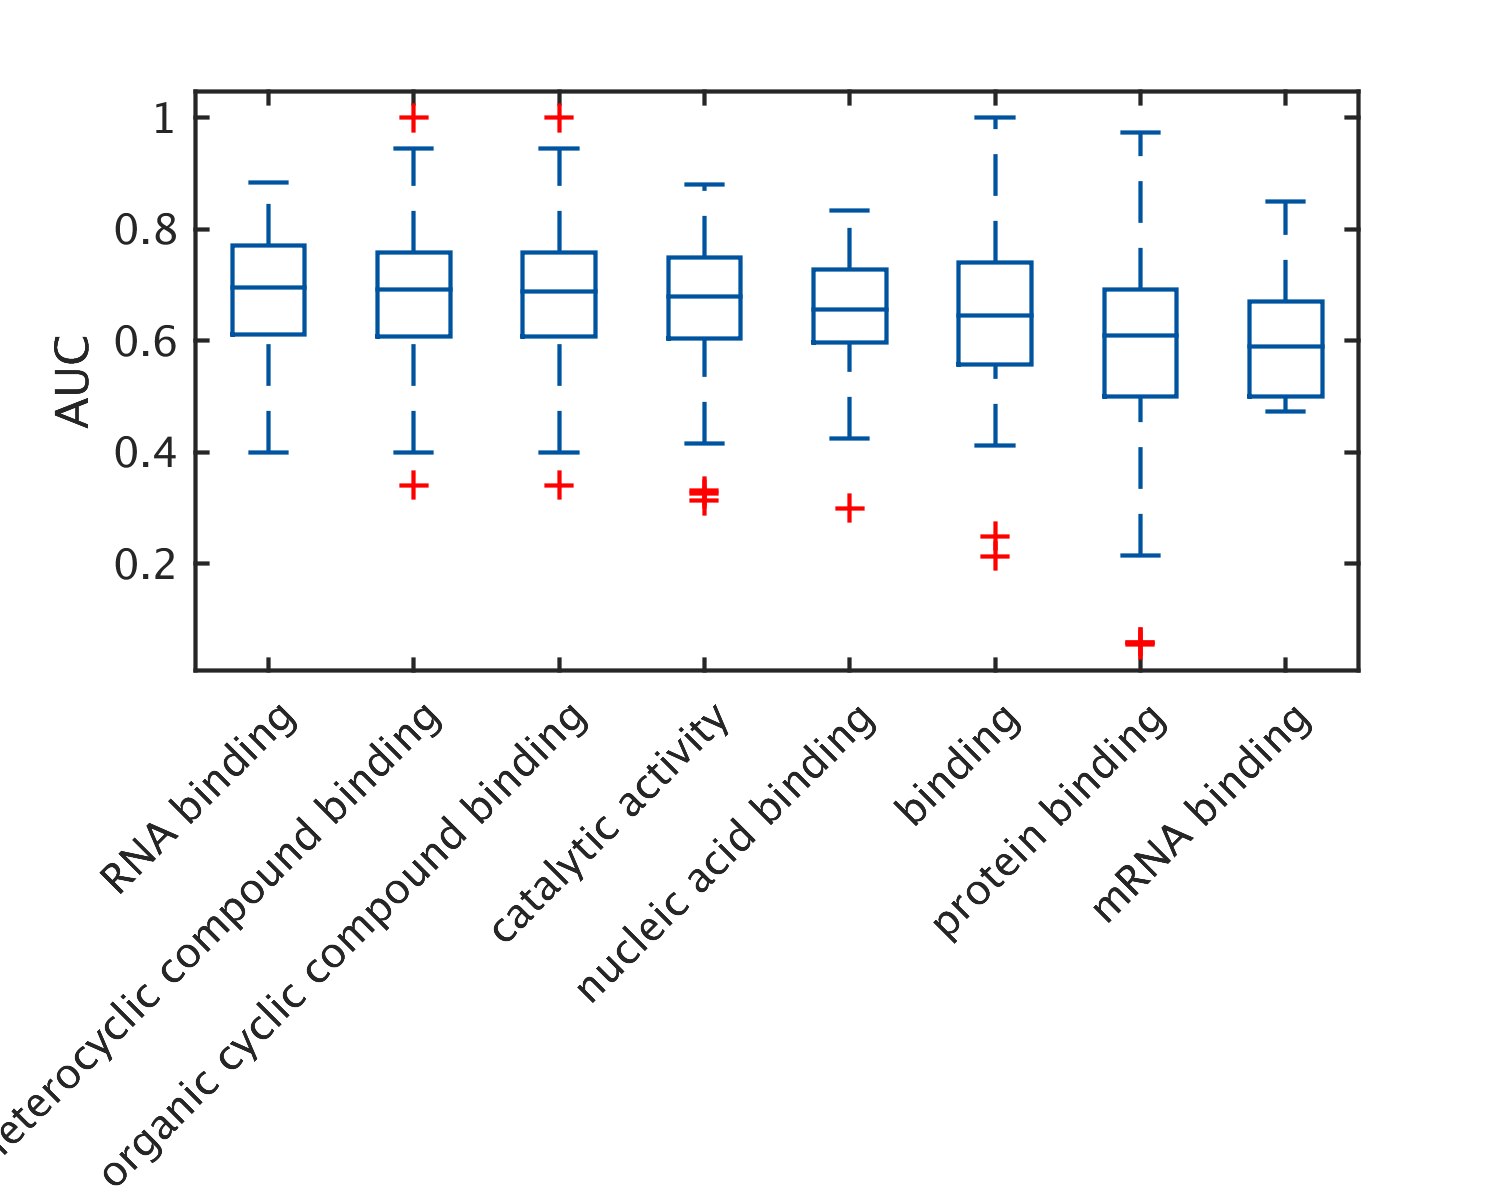 1
0.8
0.6
0.4
0.2
AUC
RNA binding
eterocyclic compound binding
organic cyclic compound binding
catalytic activity
nucleic acid binding
binding
protein binding
mRNA binding